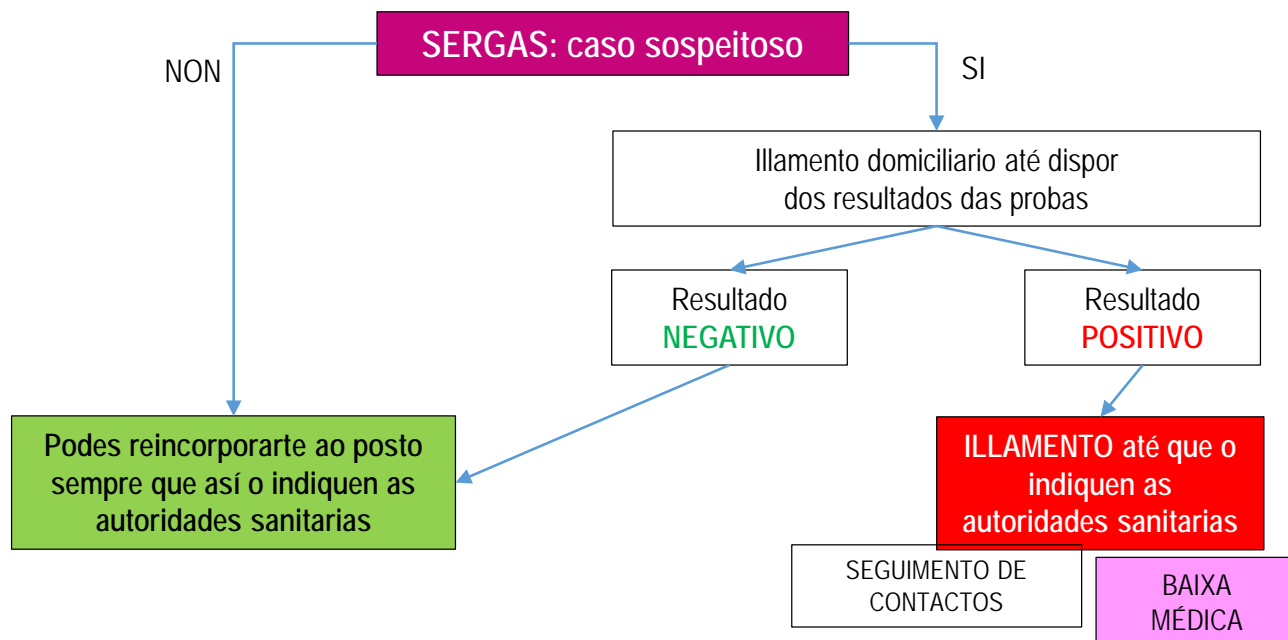 SERGAS: caso sospeitoso
NON
SI
Illamento domiciliario até dispor
dos resultados das probas
Resultado
NEGATIVO
Resultado
POSITIVO
Podes reincorporarte ao posto
sempre que así o indiquen as
autoridades sanitarias
ILLAMENTO até que o
indiquen as
autoridades sanitarias
SEGUIMENTO DE
CONTACTOS
BAIXA
MÉDICA